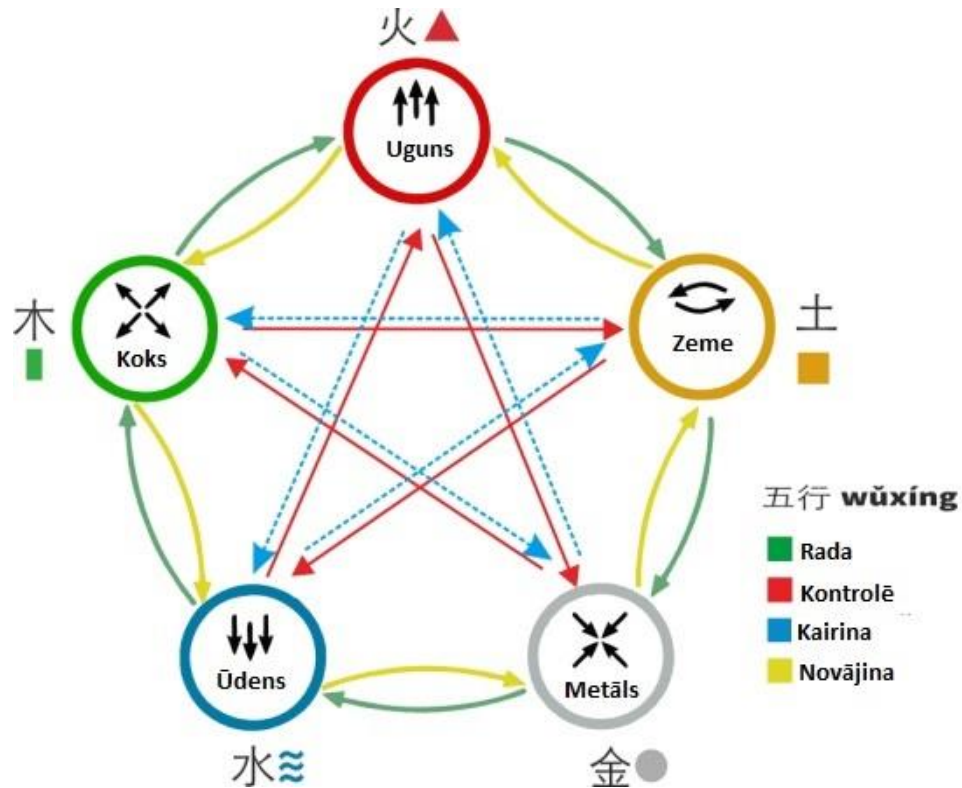 火
Uguns
木
Koks
Zeme
土
五行 wǔxíng
Rada
Kontrolē
Kairina
Novājina
Ūdens
Metāls
水
金